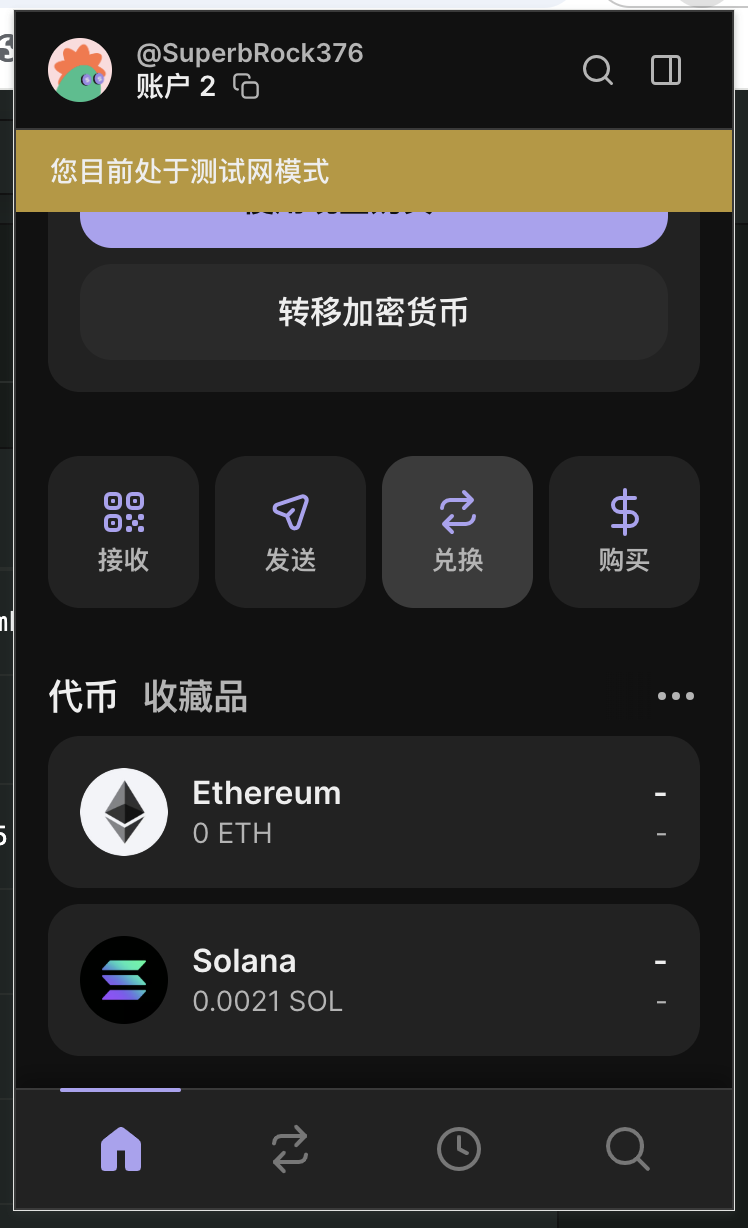 @SuperbRock376
账户 2
您目前处于测试网模式
转移加密货币
接收
发送
兑换
购买
代币 收藏品
Ethereum -
0 ETH -
Solana -
0.0021 SOL -